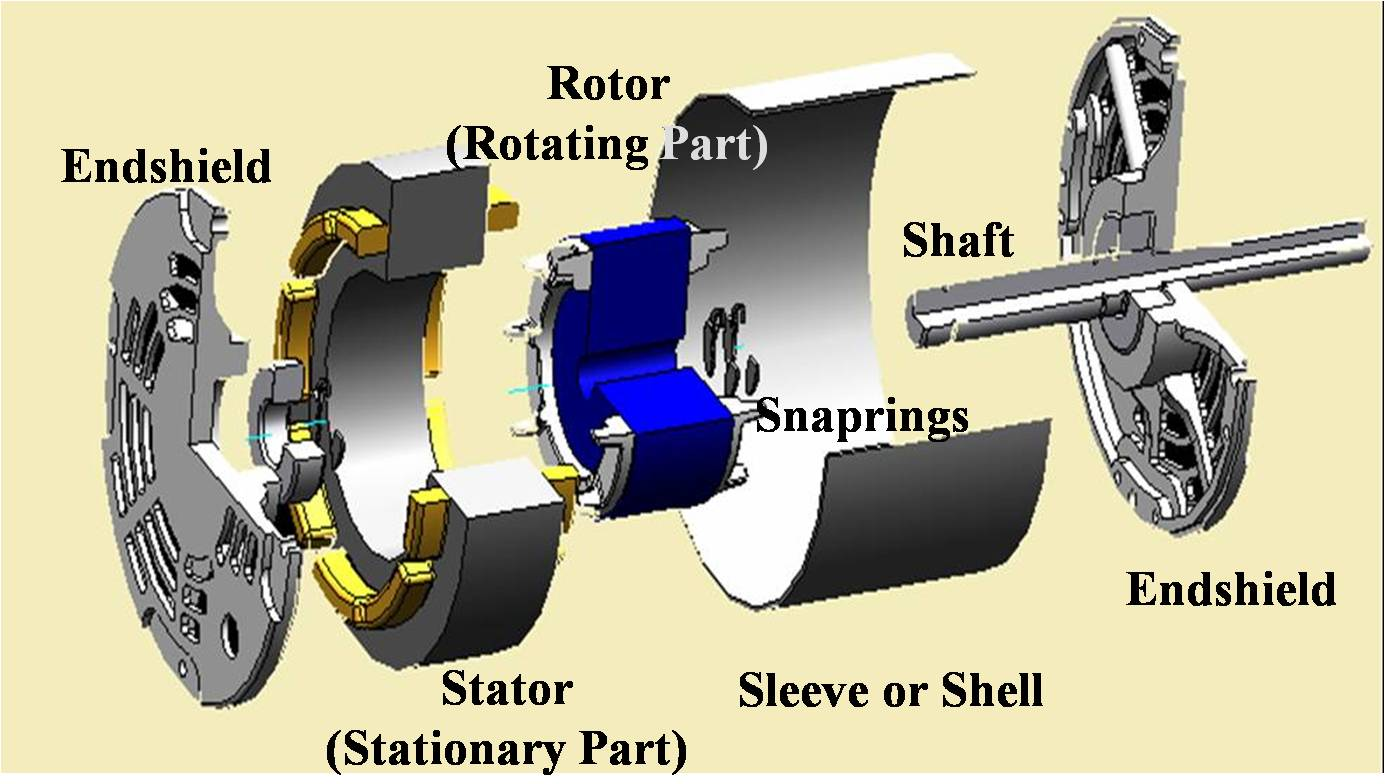 Rotor
(Rotating Part)
Endshield
Shaft
Snaprings
Endshield
Stator
(Stationary Part)
Sleeve or Shell